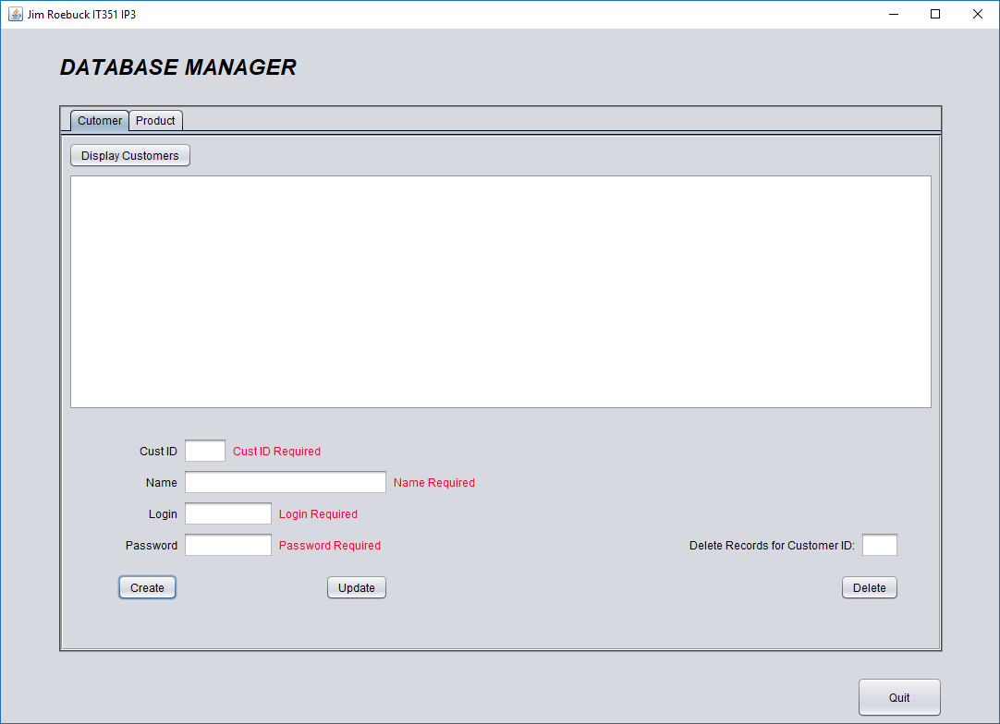 Jim Roebuck IT351 IP3
DATABASE MANAGER
Cutomer Product
Display Customers
Cust ID Cust ID Required
Name Name Required
Login Login Required
Password Password Required Delete Records for Customer ID:
Create Update Delete
Quit